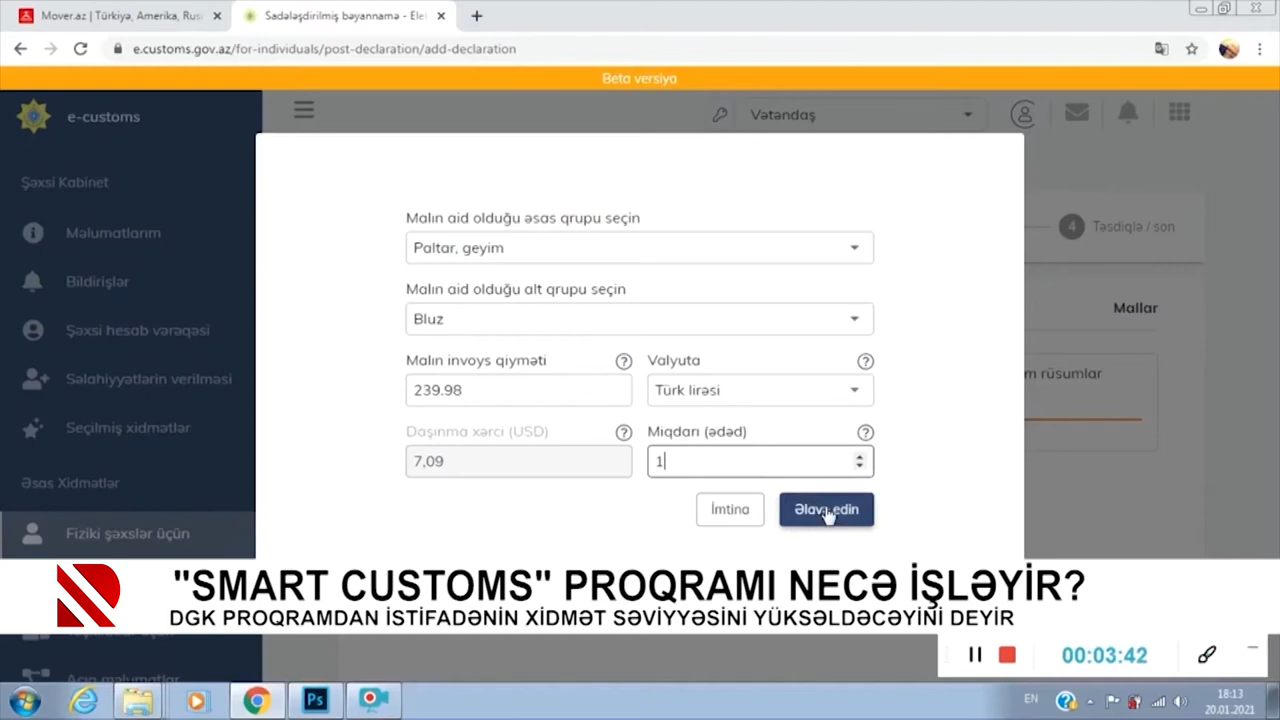 Mover.az | Türkiyə, Amerika, Rusi
Sadələşdirilmiş bəyannamə - Elek
e.customs.gov.az/for-individuals/post-declaration/add-declaration
Beta versiya
e-customs
Vətəndaş
Şəxsi Kabinet
Məlumatlarım
Bildirişlər
Şəxsi hesab vərəqəsi
Səlahiyyətlərin verilməsi
Seçilmiş xidmətlər
Əsas Xidmətlər
Fiziki şəxslər üçün
Malın aid olduğu əsas qrupu seçin
Paltar, geyim
Malın aid olduğu alt qrupu seçin
Bluz
Malın invoys qiyməti
Valyuta
239.98
Türk lirəsi
Daşınma xərci (USD)
Miqdarı (ədəd)
7,09
1
İmtina
Əlavə edin
4 Təsdiqlə / son
Mallar
m rüsumlar
"SMART CUSTOMS" PROQRAMI NECƏ İŞLƏYİR?
DGK PROQRAMDAN İSTİFADƏNİN XİDMƏT SƏVİYYƏSİNİ YÜKSƏLDƏCƏYİNİ DEYİR
Açıq məlumatlar
00:03:42
Ps
EN
18:13
20.01.2021